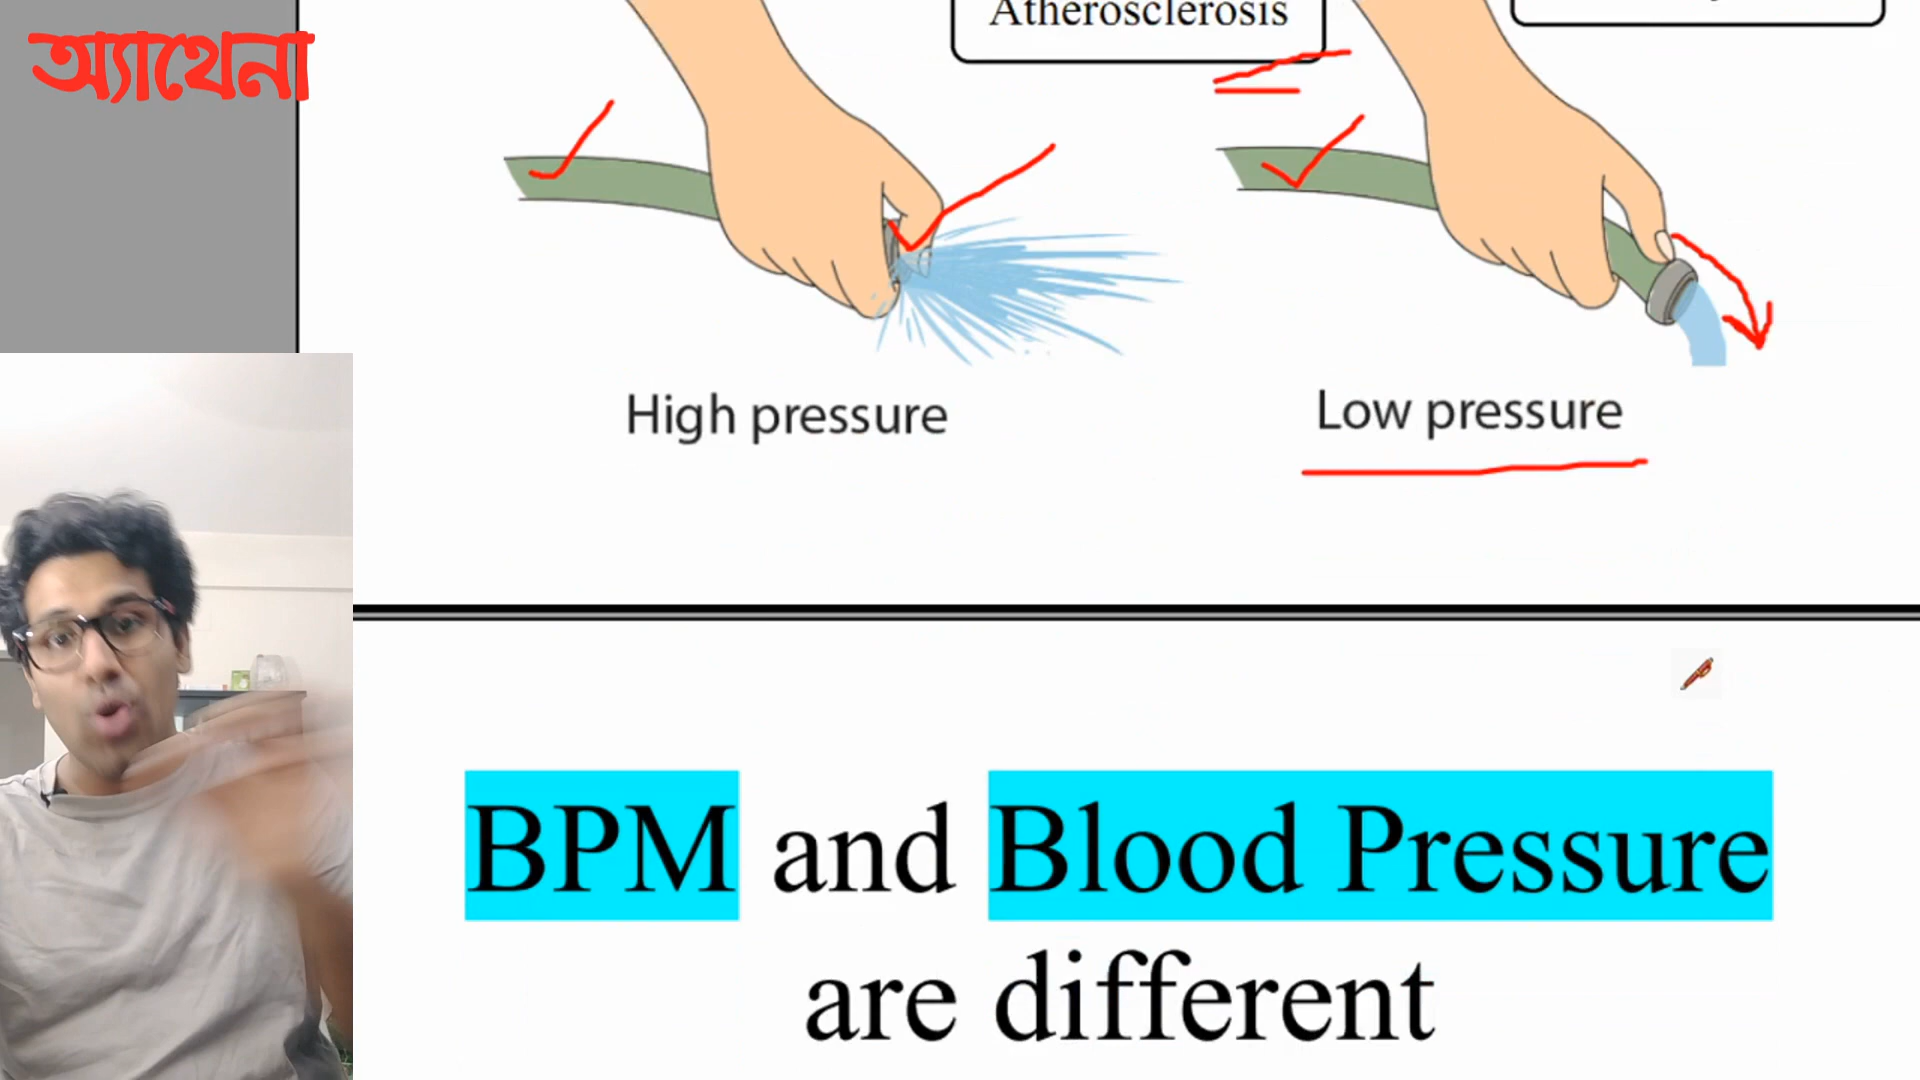 অ্যাথেনা
Atherosclerosis
High pressure
Low pressure
BPM and Blood Pressure
are different